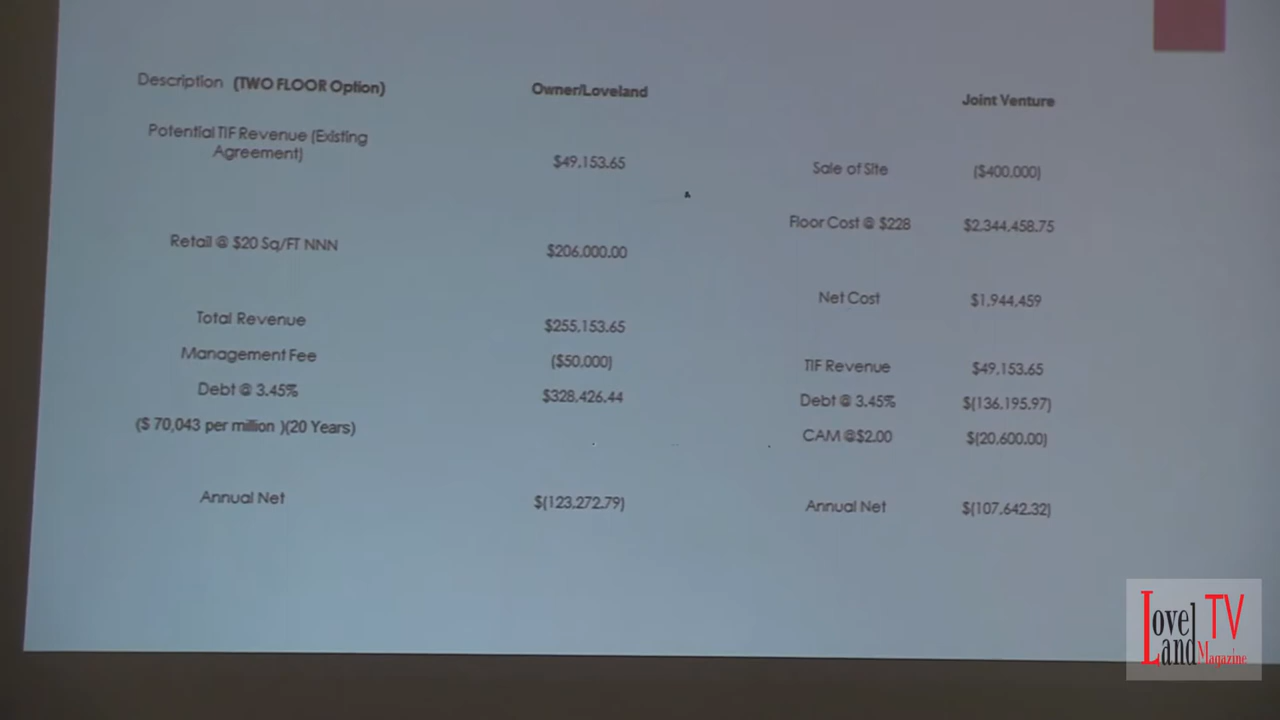 Description (TWO FLOOR Option)
Owner/Loveland
Joint Venture
Potential TIF Revenue (Existing
Agreement)
$49,153.65
Sale of Site
($400,000)
Floor Cost @ $228
$2,344,458.75
Retail @ $20 Sq/FT NNN
$206,000.00
Net Cost
$1,944,459
Total Revenue
$255,153.65
Management Fee
($50,000)
TIF Revenue
$49,153.65
Debt @ 3.45%
$328,426.44
Debt @ 3.45%
$(136,195.97)
($ 70,043 per million )(20 Years)
CAM @$2.00
$(20,600.00)
Annual Net
$(123,272.79)
Annual Net
$(107,642.32)
LoveLand Magazine TV